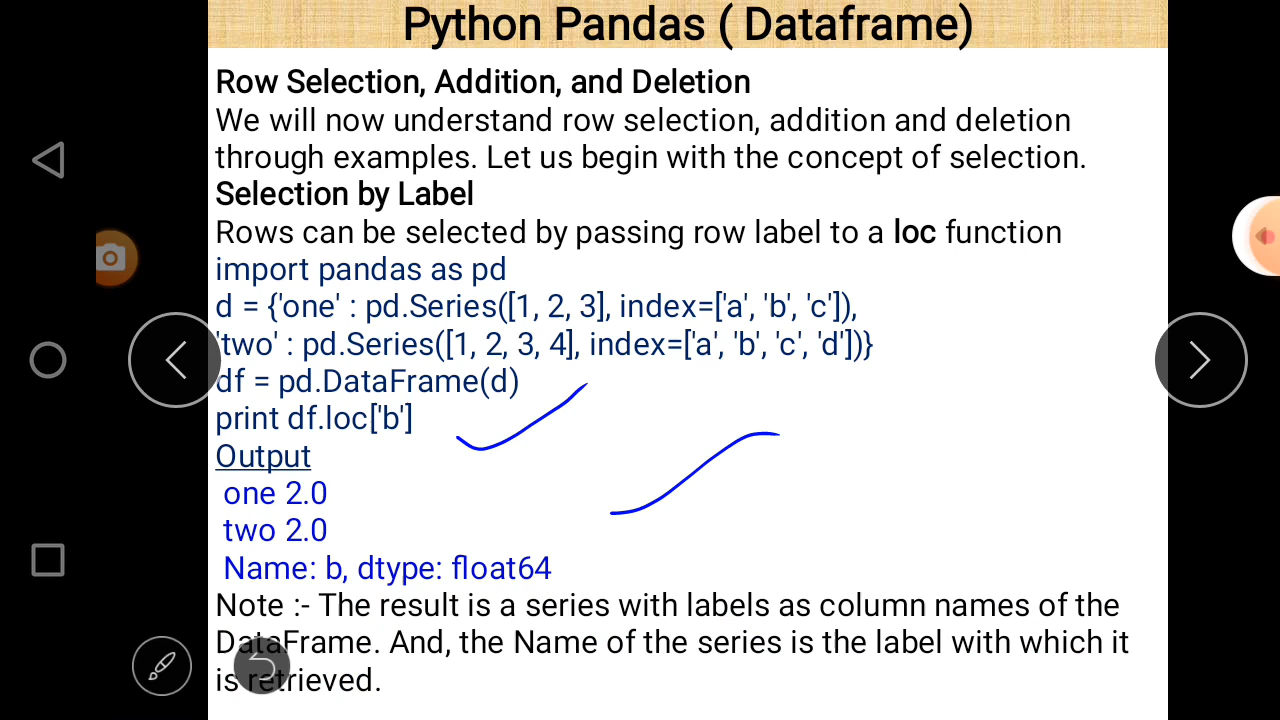 Python Pandas ( Dataframe)
Row Selection, Addition, and Deletion
We will now understand row selection, addition and deletion
through examples. Let us begin with the concept of selection.
Selection by Label
Rows can be selected by passing row label to a loc function
import pandas as pd
d = {'one' : pd.Series([1, 2, 3], index=['a', 'b', 'c']),
'two' : pd.Series([1, 2, 3, 4], index=['a', 'b', 'c', 'd'])}
df = pd.DataFrame(d)
print df.loc['b']
Output
one 2.0
two 2.0
Name: b, dtype: float64
Note :- The result is a series with labels as column names of the
DataFrame. And, the Name of the series is the label with which it
is retrieved.